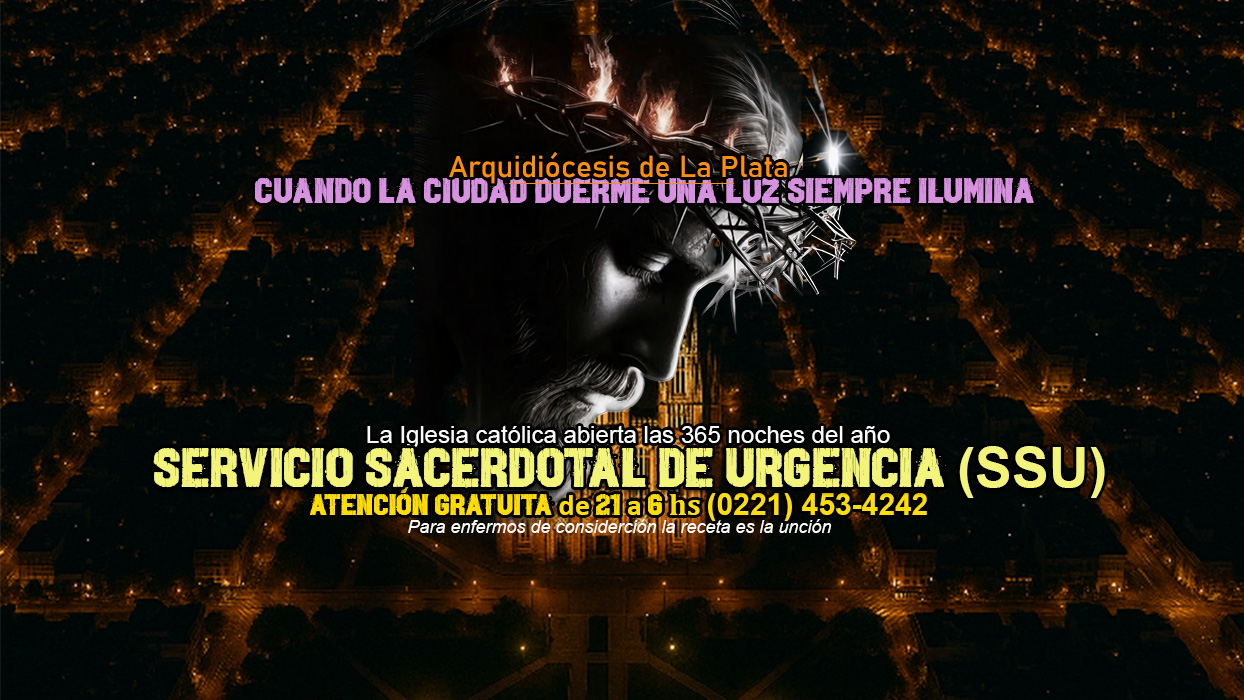 Arquidiócesis de La Plata
CUANDO LA CIUDAD DUERME UNA LUZ SIEMPRE ILUMINA
La Iglesia católica abierta las 365 noches del año
SERVICIO SACERDOTAL DE URGENCIA (SSU)
ATENCIÓN GRATUITA de 21 a 6 hs (0221) 453-4242
Para enfermos de considerción la receta es la unción